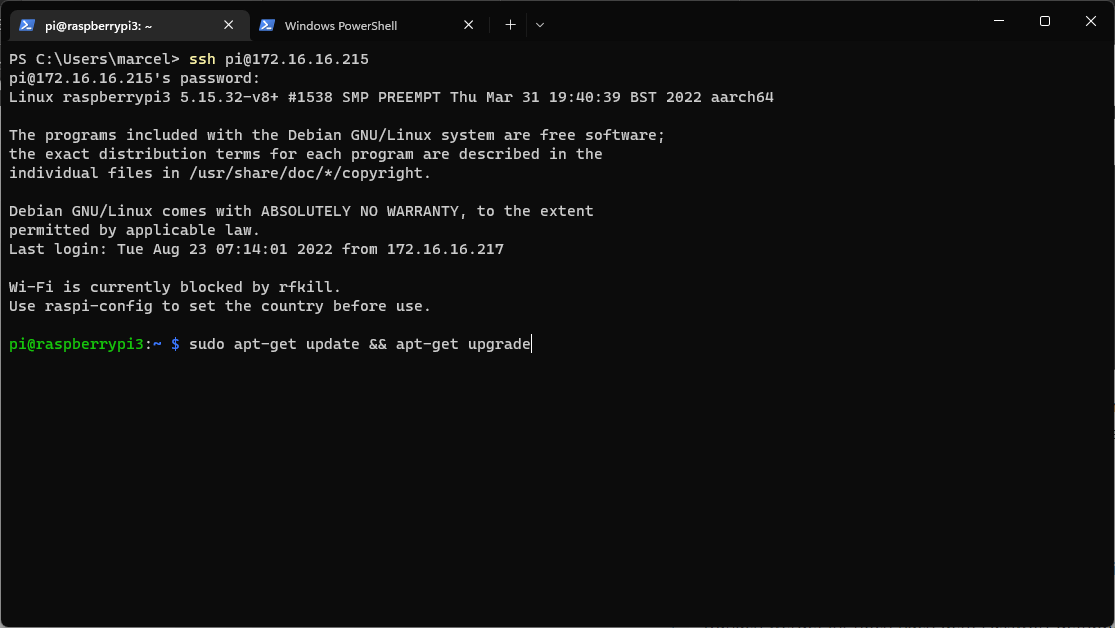 pi@raspberrypi3: ~
Windows PowerShell
PS C:\Users\marcel> ssh pi@172.16.16.215
pi@172.16.16.215's password:
Linux raspberrypi3 5.15.32-v8+ #1538 SMP PREEMPT Thu Mar 31 19:40:39 BST 2022 aarch64
The programs included with the Debian GNU/Linux system are free software;
the exact distribution terms for each program are described in the
individual files in /usr/share/doc/*/copyright.
Debian GNU/Linux comes with ABSOLUTELY NO WARRANTY, to the extent
permitted by applicable law.
Last login: Tue Aug 23 07:14:01 2022 from 172.16.16.217
Wi-Fi is currently blocked by rfkill.
Use raspi-config to set the country before use.
pi@raspberrypi3:~ $ sudo apt-get update && apt-get upgrade